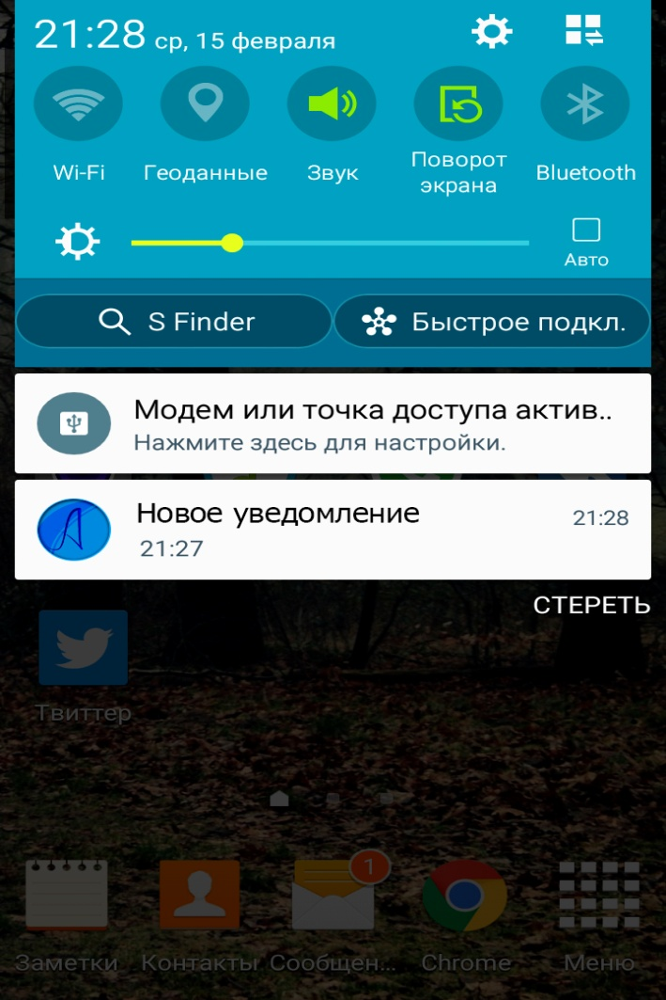 21:28 ср, 15 февраля
Wi-Fi Геоданные Звук Поворот экрана Bluetooth
Авто
S Finder Быстрое подкл.
Модем или точка доступа актив..
Нажмите здесь для настройки.
Новое уведомление 21:28
21:27
СТЕРЕТЬ
Твиттер
1
Заметки Контакты Сообщен... Chrome Меню